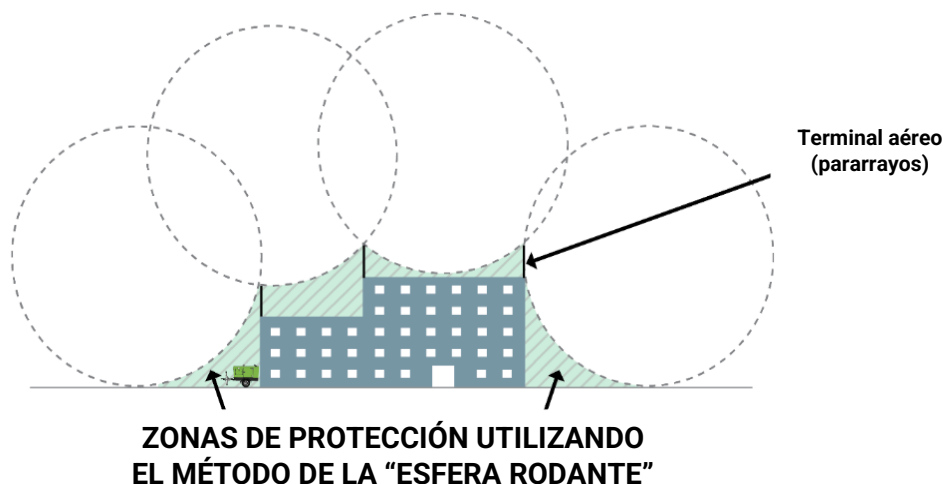 Terminal aéreo
(pararrayos)
ZONAS DE PROTECCIÓN UTILIZANDO
EL MÉTODO DE LA “ESFERA RODANTE”